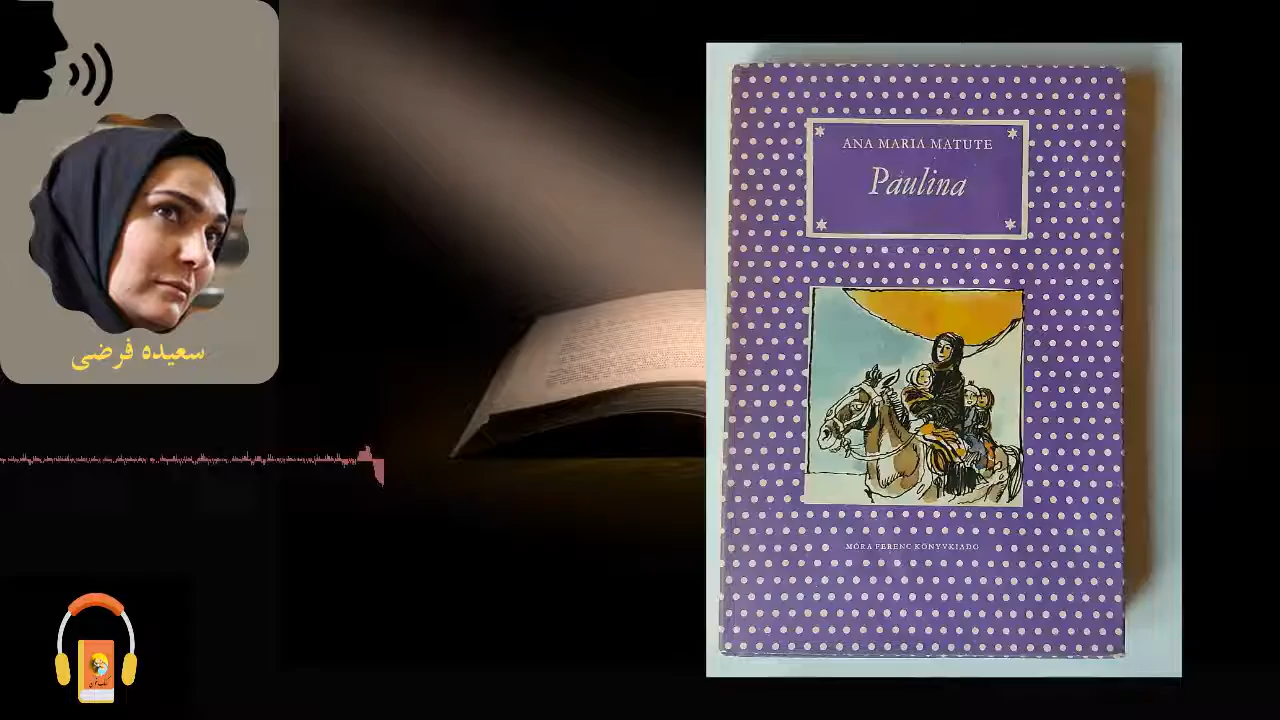 سعیده فرضی
ANA MARIA MATUTE
Paulina
MÓRA FERENC KÖNYVKIADÓ